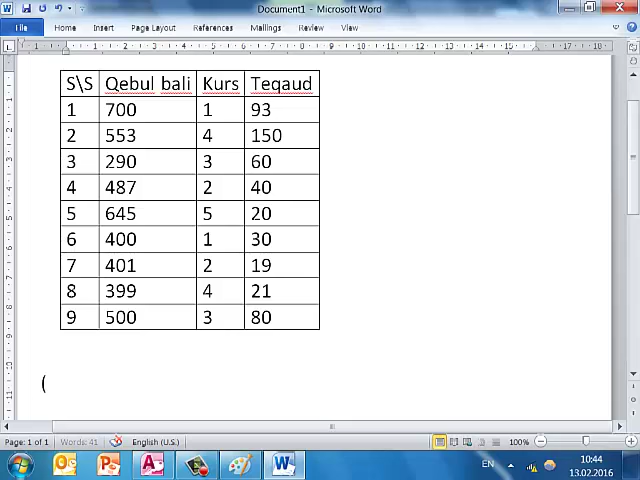 Document1 - Microsoft Word
File Home Insert Page Layout References Mailings Review View
S\S Qebul bali Kurs Teqaud
1 700 1 93
2 553 4 150
3 290 3 60
4 487 2 40
5 645 5 20
6 400 1 30
7 401 2 19
8 399 4 21
9 500 3 80
(
Page: 1 of 1 Words: 41 English (U.S.) 100%
EN 10:44
13.02.2016